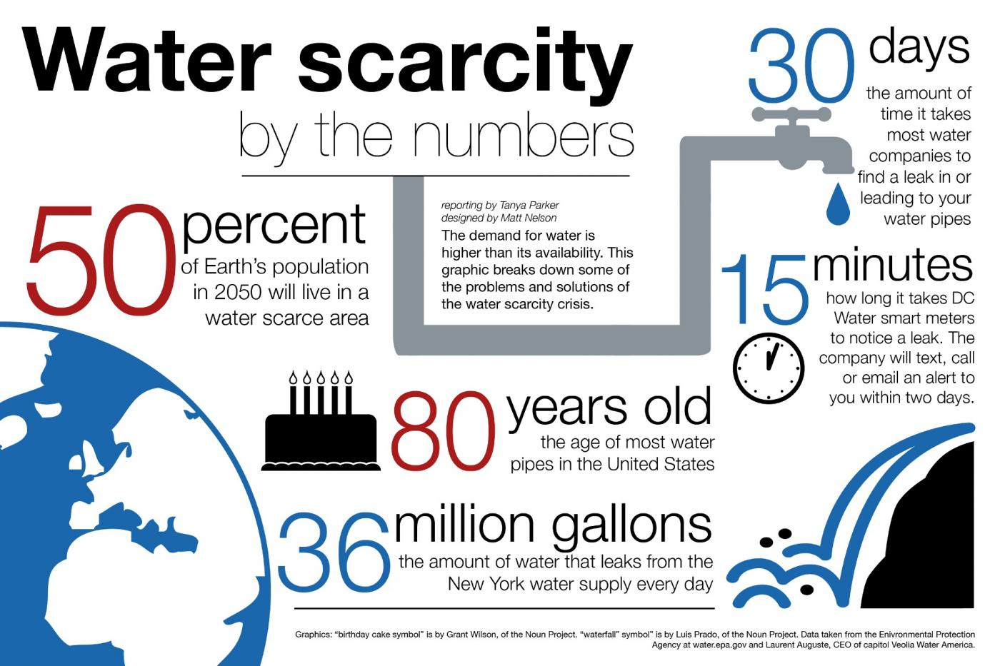 Water scarcity
by the numbers
reporting by Tanya Parker
designed by Matt Nelson
The demand for water is
higher than its availability. This
graphic breaks down some of
the problems and solutions of
the water scarcity crisis.
30 days
the amount of
time it takes
most water
companies to
find a leak in or
leading to your
water pipes
50 percent
of Earth's population
in 2050 will live in a
water scarce area
15 minutes
how long it takes DC
Water smart meters
to notice a leak. The
company will text, call
or email an alert to
you within two days.
80 years old
the age of most water
pipes in the United States
36 million gallons
the amount of water that leaks from the
New York water supply every day
Graphics: “birthday cake symbol” is by Grant Wilson, of the Noun Project. “waterfall” symbol” is by Luis Prado, of the Noun Project. Data taken from the Enivronmental Protection
Agency at water.epa.gov and Laurent Auguste, CEO of capitol Veolia Water America.